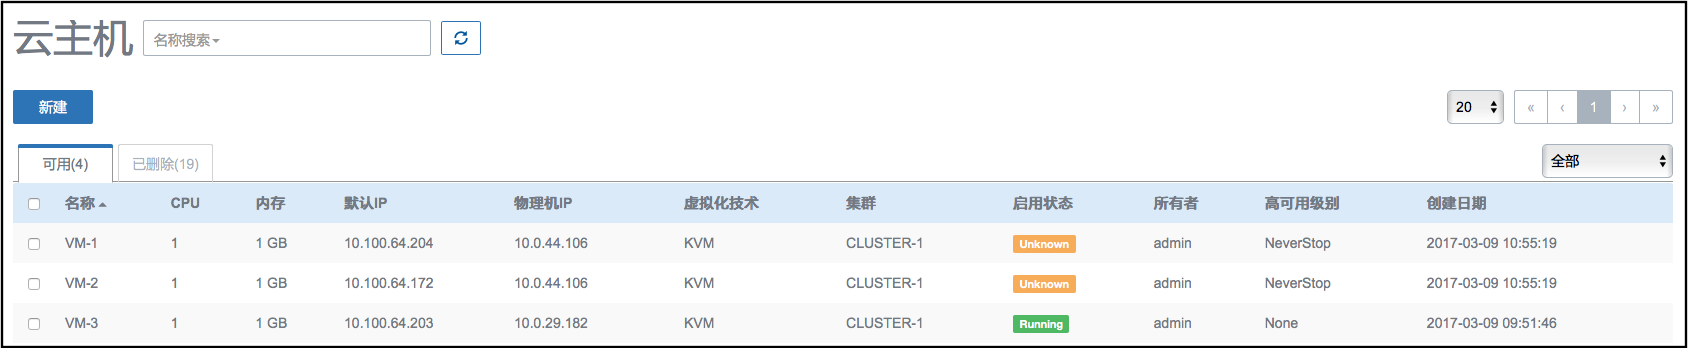 云主机 名称搜索
新建 20 « ‹ 1 › »
可用(4) 已删除(19) 全部
名称 CPU 内存 默认IP 物理机IP 虚拟化技术 集群 启用状态 所有者 高可用级别 创建日期
VM-1 1 1 GB 10.100.64.204 10.0.44.106 KVM CLUSTER-1 Unknown admin NeverStop 2017-03-09 10:55:19
VM-2 1 1 GB 10.100.64.172 10.0.44.106 KVM CLUSTER-1 Unknown admin NeverStop 2017-03-09 10:55:19
VM-3 1 1 GB 10.100.64.203 10.0.29.182 KVM CLUSTER-1 Running admin None 2017-03-09 09:51:46